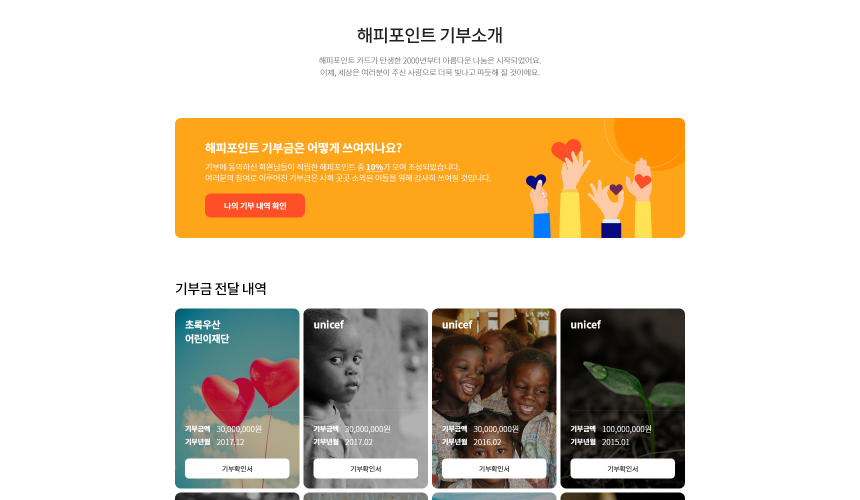 해피포인트 기부소개
해피포인트 카드가 탄생한 2000년부터 아름다운 나눔은 시작되었어요.
이제, 세상은 여러분이 주신 사랑으로 더욱 빛나고 따듯해 질 것이에요.
해피포인트 기부금은 어떻게 쓰여지나요?
기부에 동의하신 회원님들이 적립한 해피포인트 중 10%가 모여 조성되었습니다.
여러분의 참여로 이루어진 기부금은 사회 곳곳 소외된 이들을 위해 감사히 쓰여질 것입니다.
나의 기부 내역 확인
기부금 전달 내역
초록우산
어린이재단
기부금액 30,000,000원
기부년월 2017.12
기부확인서
unicef
기부금액 30,000,000원
기부년월 2017.02
기부확인서
unicef
기부금액 30,000,000원
기부년월 2016.02
기부확인서
unicef
기부금액 100,000,000원
기부년월 2015.01
기부확인서